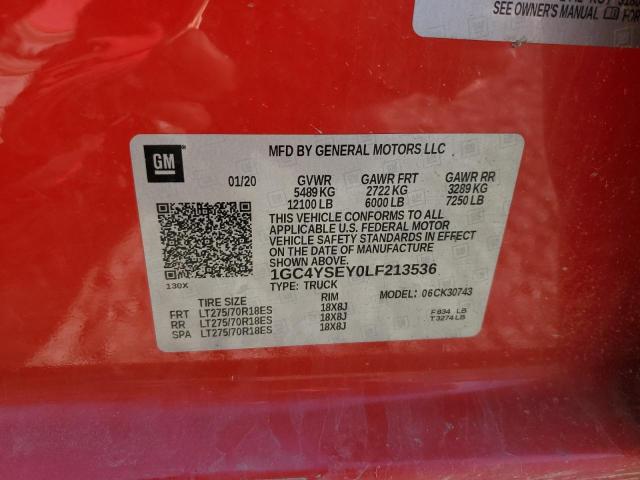 SEE OWNER'S MANUAL
GM
MFD BY GENERAL MOTORS LLC
01/20 GVWR GAWR FRT GAWR RR
5489 KG 2722 KG 3289 KG
12100 LB 6000 LB 7250 LB
THIS VEHICLE CONFORMS TO ALL
APPLICABLE U.S. FEDERAL MOTOR
VEHICLE SAFETY STANDARDS IN EFFECT
ON THE DATE OF MANUFACTURE
SHOWN ABOVE.
1GC4YSEY0LF213536
130X
TYPE: TRUCK MODEL: 06CK30743
TIRE SIZE RIM
FRT LT275/70R18ES 18X8J F 834 LB
RR LT275/70R18ES 18X8J T 3274 LB
SPA LT275/70R18ES 18X8J